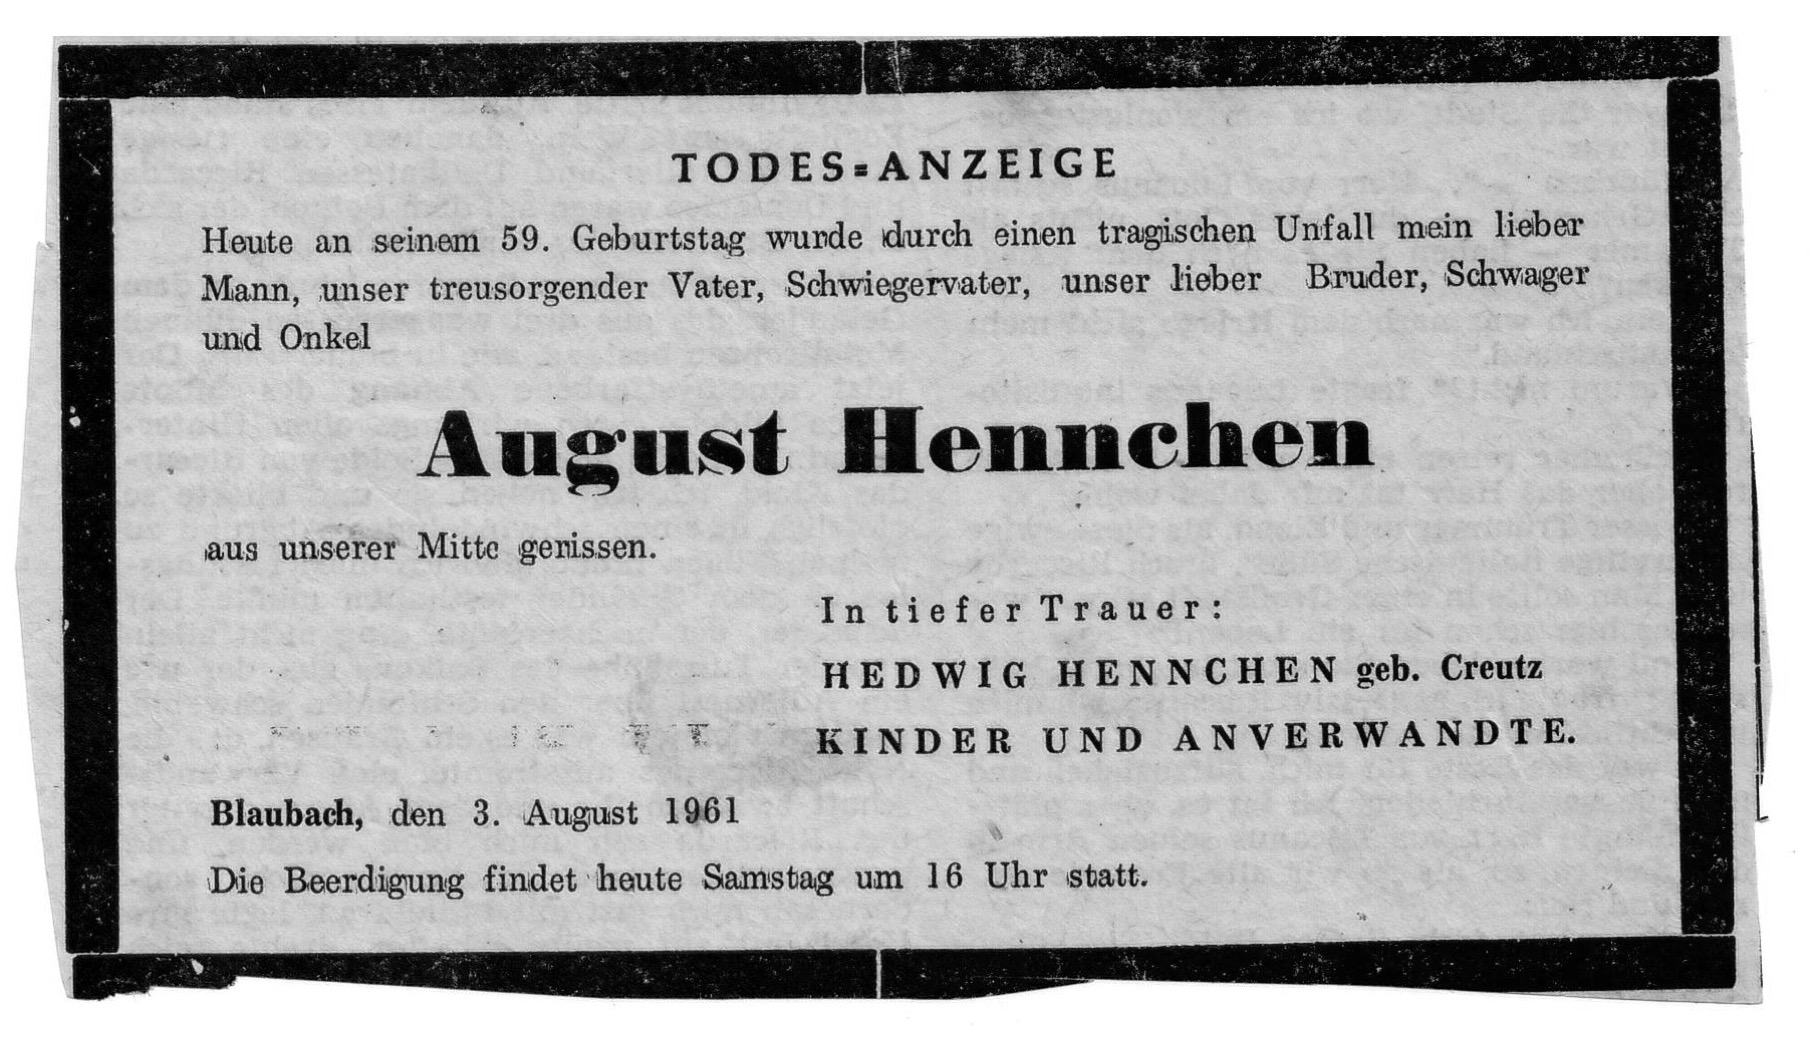 TODES=ANZEIGE
Heute an seinem 59. Geburtstag wurde durch einen tragischen Unfall mein lieber
Mann, unser treusorgender Vater, Schwiegervater, unser lieber Bruder, Schwager
und Onkel
August Hennchen
aus unserer Mitte gerissen.
In tiefer Trauer:
HEDWIG HENNCHEN geb. Creutz
KINDER UND ANVERWANDTE.
Blaubach, den 3. August 1961
Die Beerdigung findet heute Samstag um 16 Uhr statt.